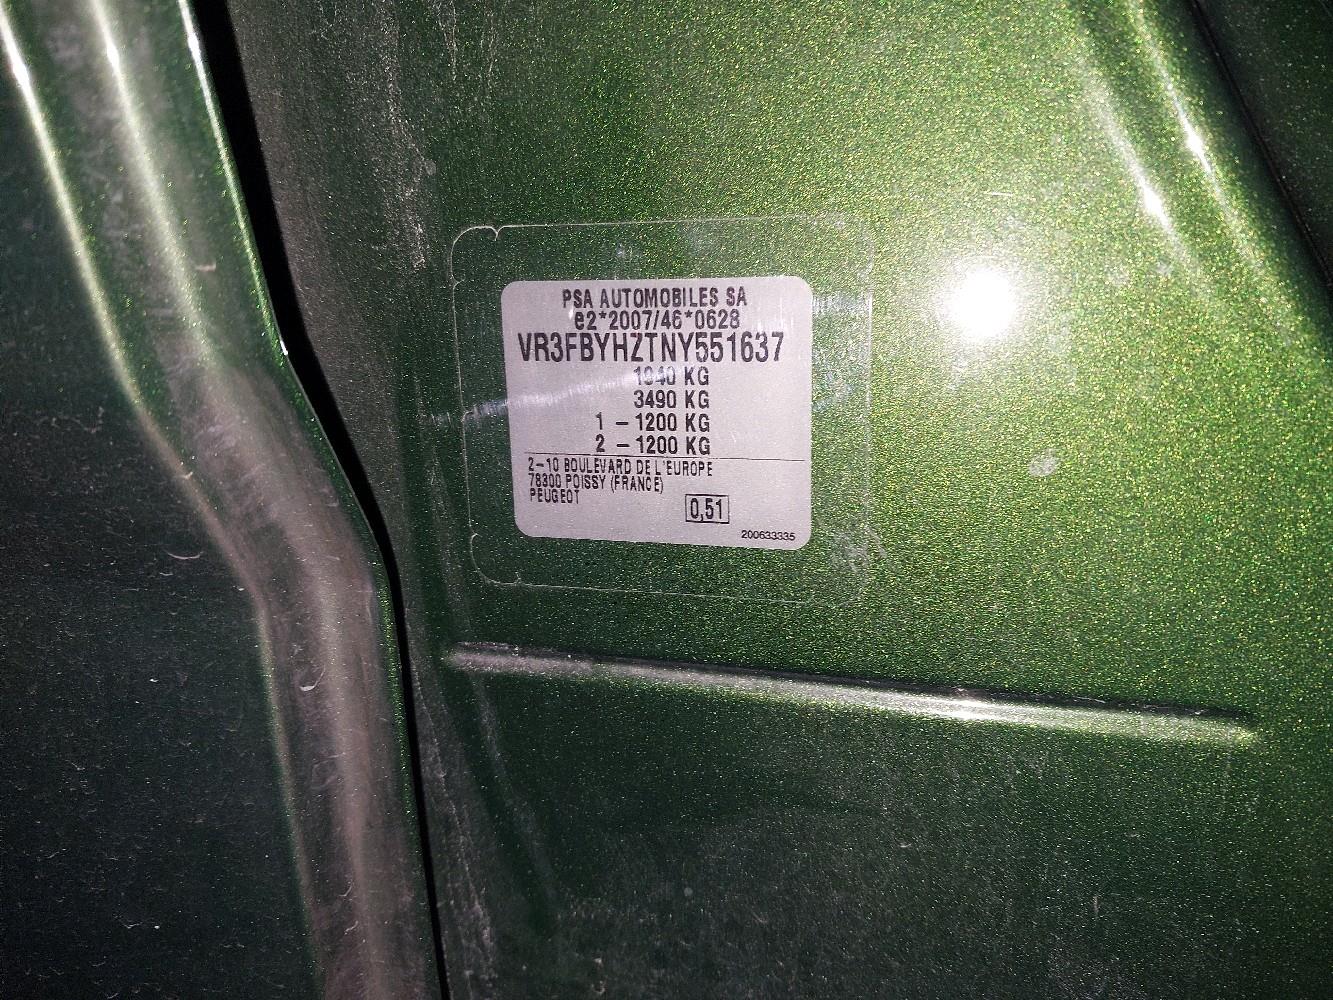 PSA AUTOMOBILES SA
e2*2007/46*0628
VR3FBYHZTNY551637
1940 KG
3490 KG
1 – 1200 KG
2 – 1200 KG
2–10 BOULEVARD DE L'EUROPE
78300 POISSY (FRANCE)
PEUGEOT
0,51
200633335